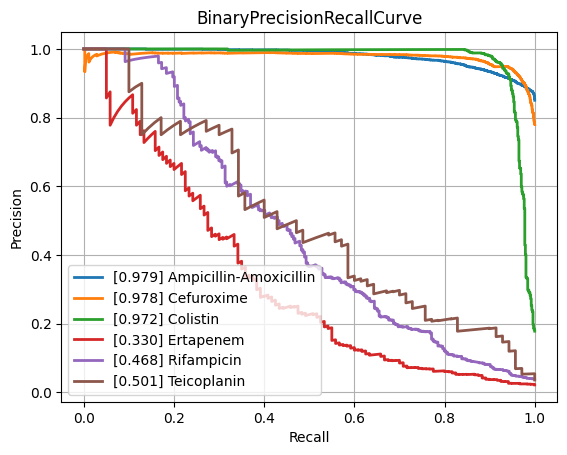 BinaryPrecisionRecallCurve
Precision
1.0
0.8
0.6
0.4
0.2
0.0
[0.979] Ampicillin-Amoxicillin
[0.978] Cefuroxime
[0.972] Colistin
[0.330] Ertapenem
[0.468] Rifampicin
[0.501] Teicoplanin
0.0 0.2 0.4 0.6 0.8 1.0
Recall